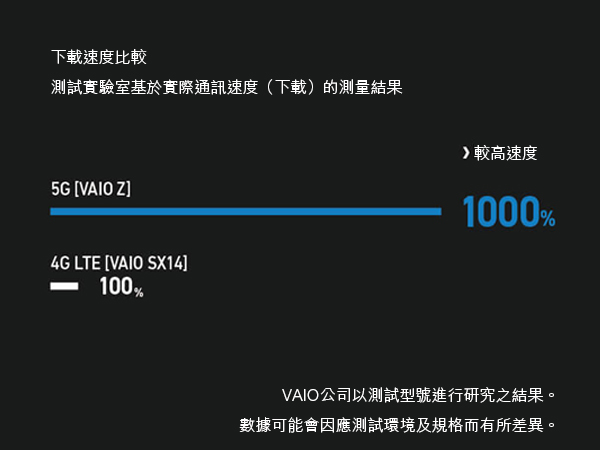 下載速度比較
測試實驗室基於實際通訊速度（下載）的測量結果
❯ 較高速度
5G [VAIO Z]
1000%
4G LTE [VAIO SX14]
100%
VAIO公司以測試型號進行研究之結果。
數據可能會因應測試環境及規格而有所差異。